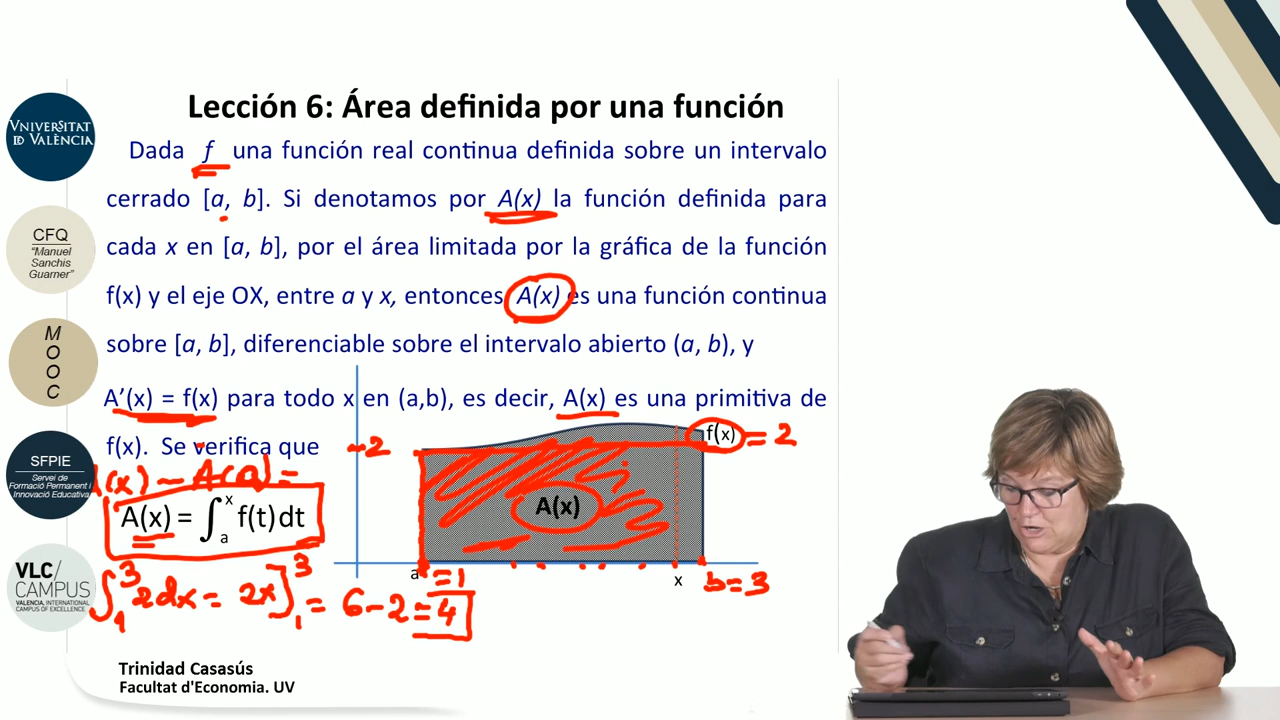 Lección 6: Área definida por una función
VNIVERSITAT
ID VALÈNCIA
Dada f una función real continua definida sobre un intervalo
cerrado [a, b]. Si denotamos por A(x) la función definida para
CFQ
"Manuel
Sanchis
Guarner"
cada x en [a, b], por el área limitada por la gráfica de la función
f(x) y el eje OX, entre a y x, entonces A(x) es una función continua
sobre [a, b], diferenciable sobre el intervalo abierto (a, b), y
M
O
O
C
A'(x) = f(x) para todo x en (a,b), es decir, A(x) es una primitiva de
f(x). Se verifica que
SFPIE
Servei de
Formació Permanent i
Innovació Educativa
2
f(x) = 2
(x) – A(a) =
A(x) = ∫ₐˣ f(t)dt
A(x)
a = 1
x
b = 3
VLC/
CAMPUS
VALENCIA, INTERNATIONAL
CAMPUS OF EXCELLENCE
∫₁³ 2dx = 2x]₁³ = 6 – 2 = 4
Trinidad Casasús
Facultat d'Economia. UV